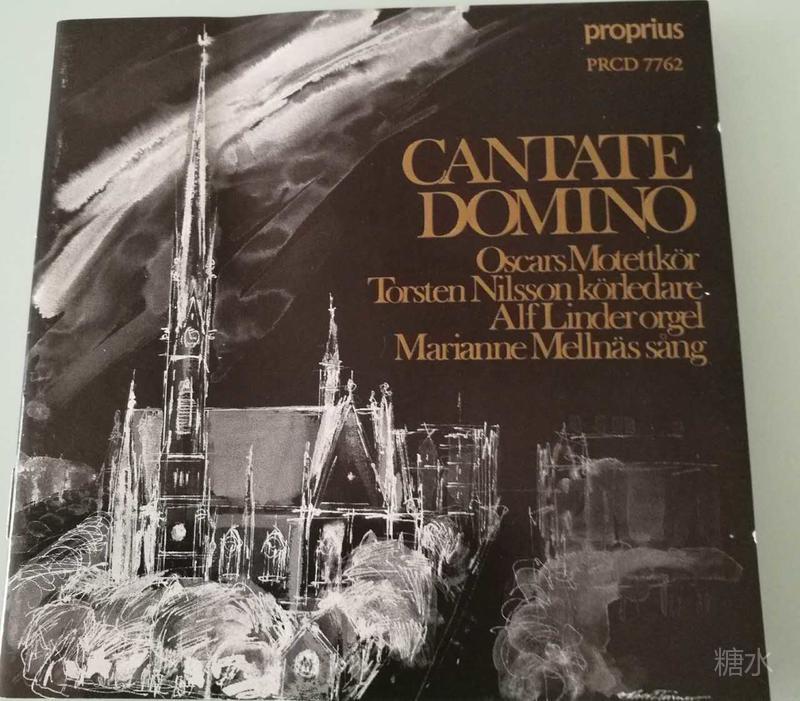 proprius
PRCD 7762
CANTATE
DOMINO
Oscars Motettkör
Torsten Nilsson körledare
Alf Linder orgel
Marianne Mellnäs sång
糖水